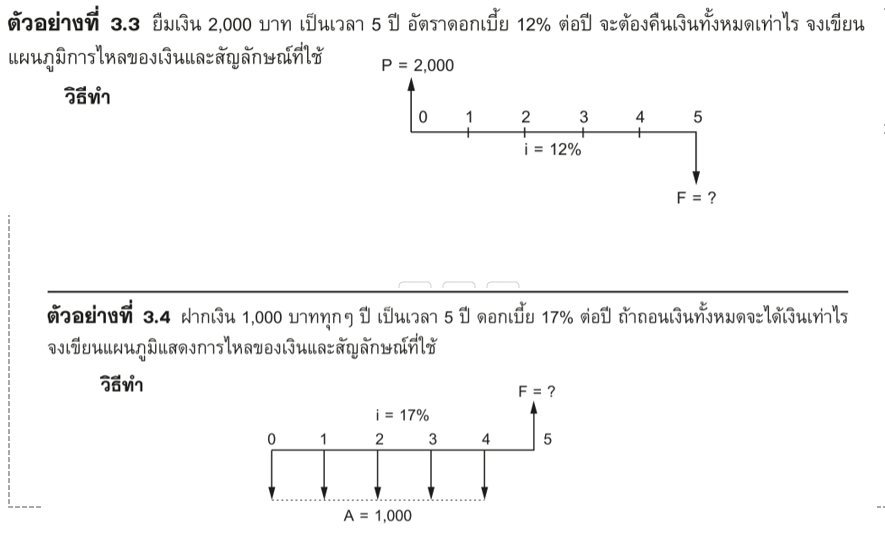 ตัวอย่างที่ 3.3 ยืมเงิน 2,000 บาท เป็นเวลา 5 ปี อัตราดอกเบี้ย 12% ต่อปี จะต้องคืนเงินทั้งหมดเท่าไร จงเขียน
แผนภูมิการไหลของเงินและสัญลักษณ์ที่ใช้
P = 2,000
วิธีทำ
0 1 2 3 4 5
i = 12%
F = ?
ตัวอย่างที่ 3.4 ฝากเงิน 1,000 บาททุกๆ ปี เป็นเวลา 5 ปี ดอกเบี้ย 17% ต่อปี ถ้าถอนเงินทั้งหมดจะได้เงินเท่าไร
จงเขียนแผนภูมิแสดงการไหลของเงินและสัญลักษณ์ที่ใช้
วิธีทำ
F = ?
i = 17%
0 1 2 3 4 5
A = 1,000